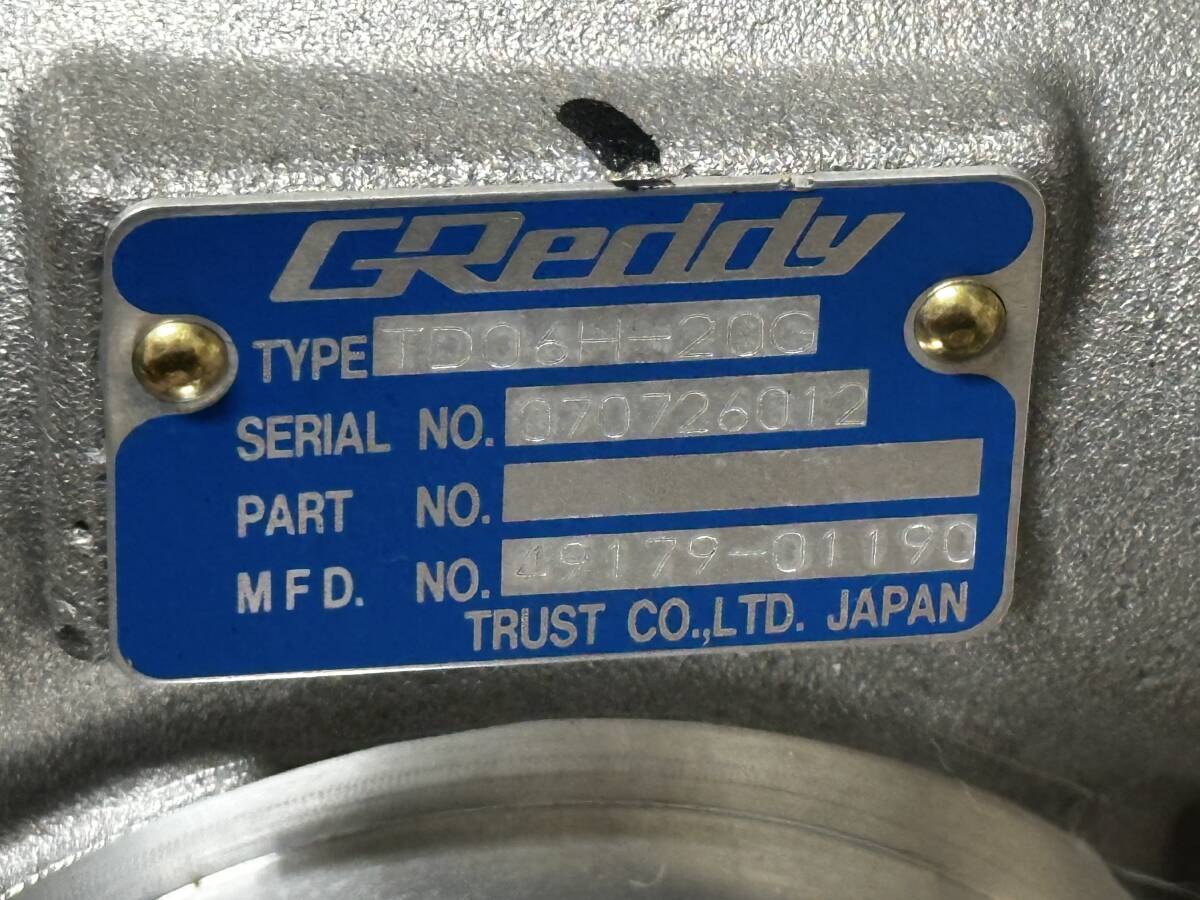 GReddy
TYPE TD06H-20G
SERIAL NO. 070726012
PART NO.
MFD. NO. 49179-01190
TRUST CO.,LTD. JAPAN